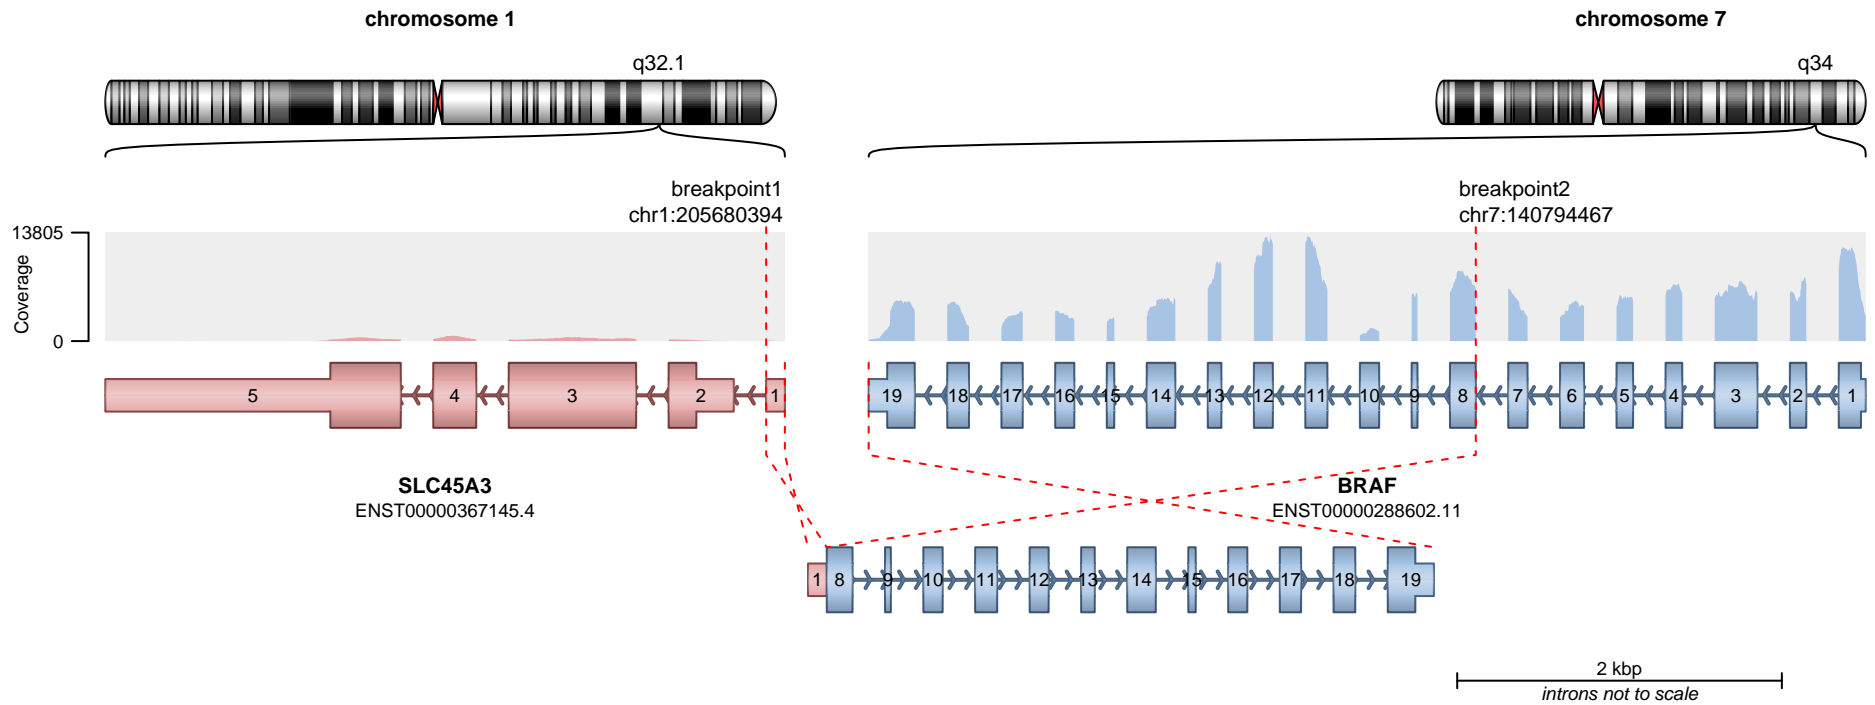 chromosome 1
chromosome 7
q32.1
q34
breakpoint1
chr1:205680394
breakpoint2
chr7:140794467
13805
0
Coverage
5 4 3 2 1
19 18 17 16 15 14 13 12 11 10 9 8 7 6 5 4 3 2 1
SLC45A3
ENST00000367145.4
BRAF
ENST00000288602.11
1 8 9 10 11 12 13 14 15 16 17 18 19
2 kbp
introns not to scale